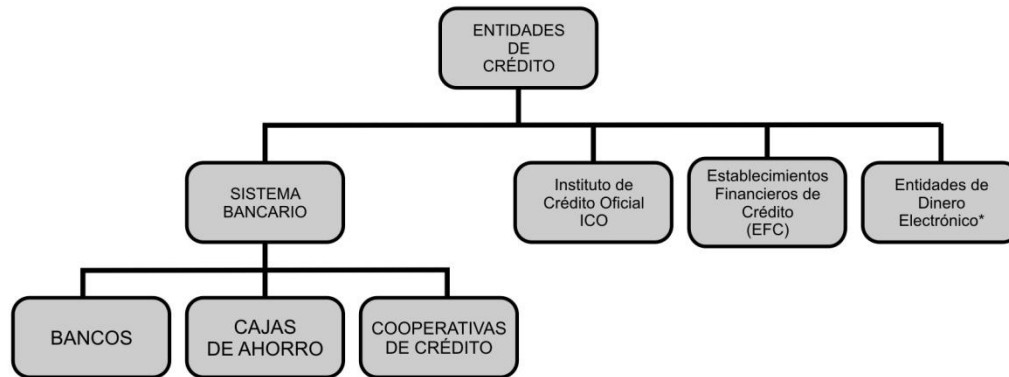 ENTIDADES
DE
CRÉDITO
SISTEMA
BANCARIO
Instituto de
Crédito Oficial
ICO
Establecimientos
Financieros de
Crédito
(EFC)
Entidades de
Dinero
Electrónico*
BANCOS
CAJAS
DE AHORRO
COOPERATIVAS
DE CRÉDITO